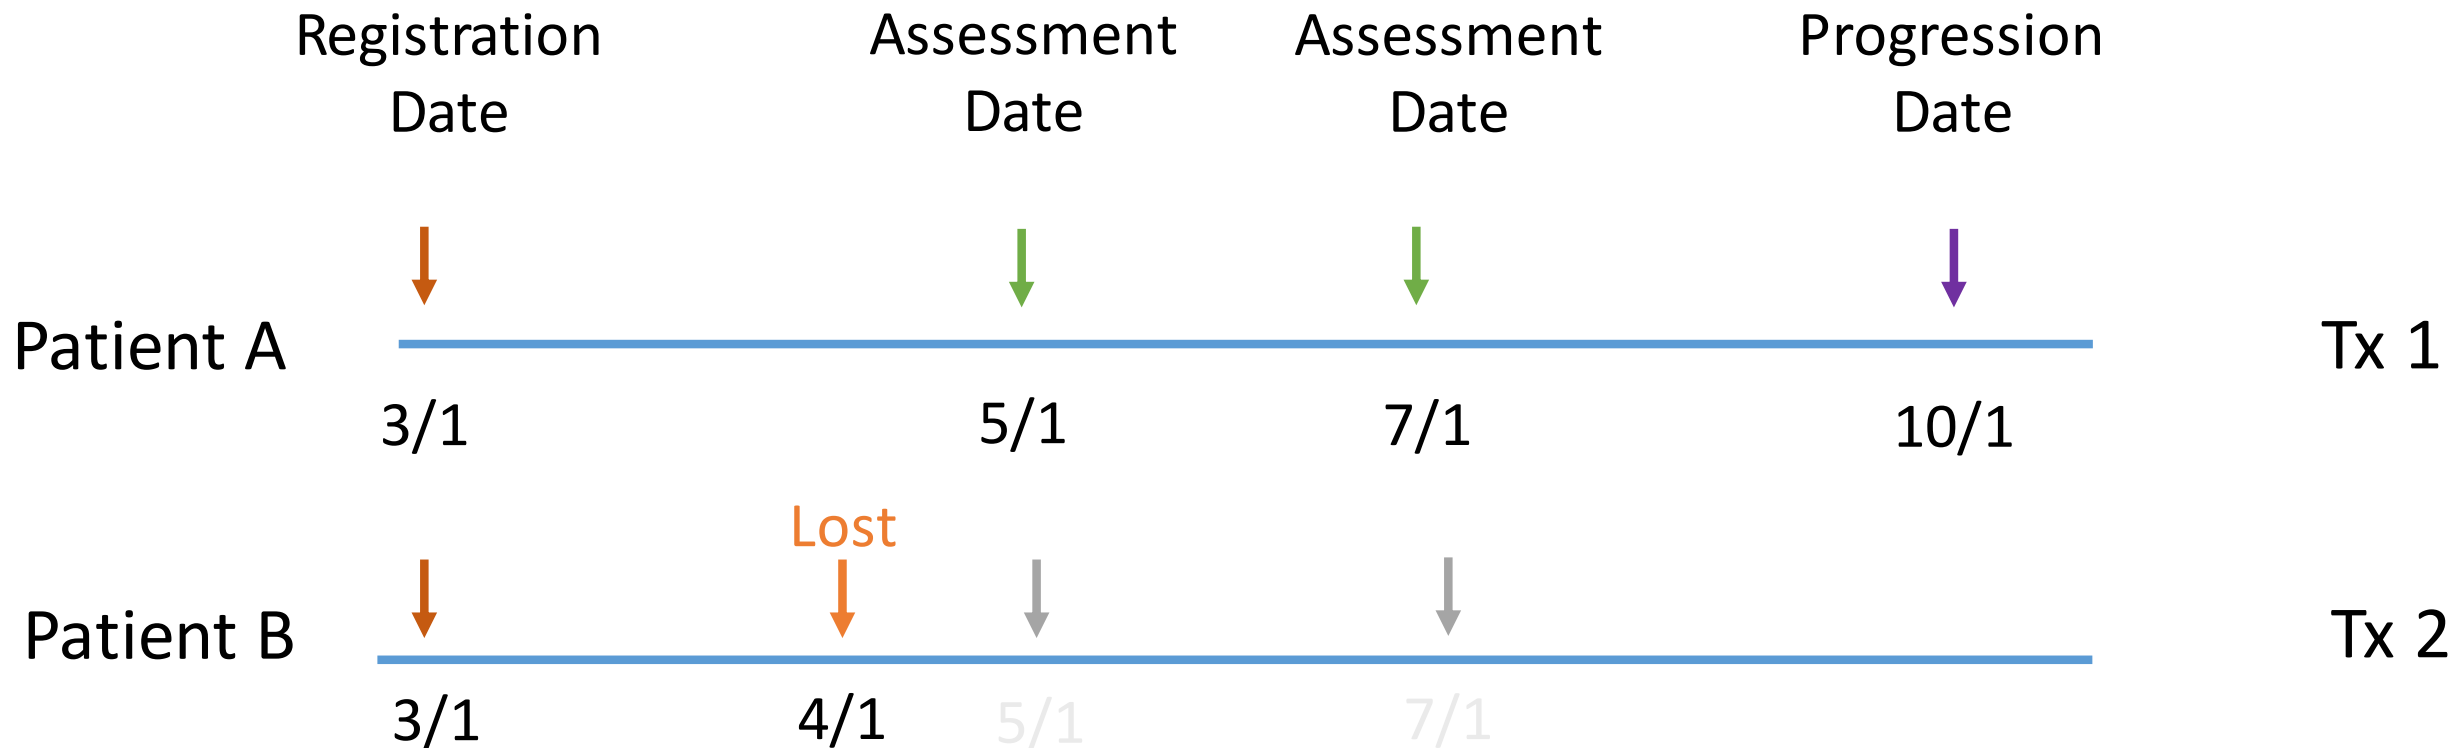 Registration Date
Assessment Date
Assessment Date
Progression Date
Patient A
Tx 1
3/1
5/1
7/1
10/1
Lost
Patient B
Tx 2
3/1
4/1
5/1
7/1